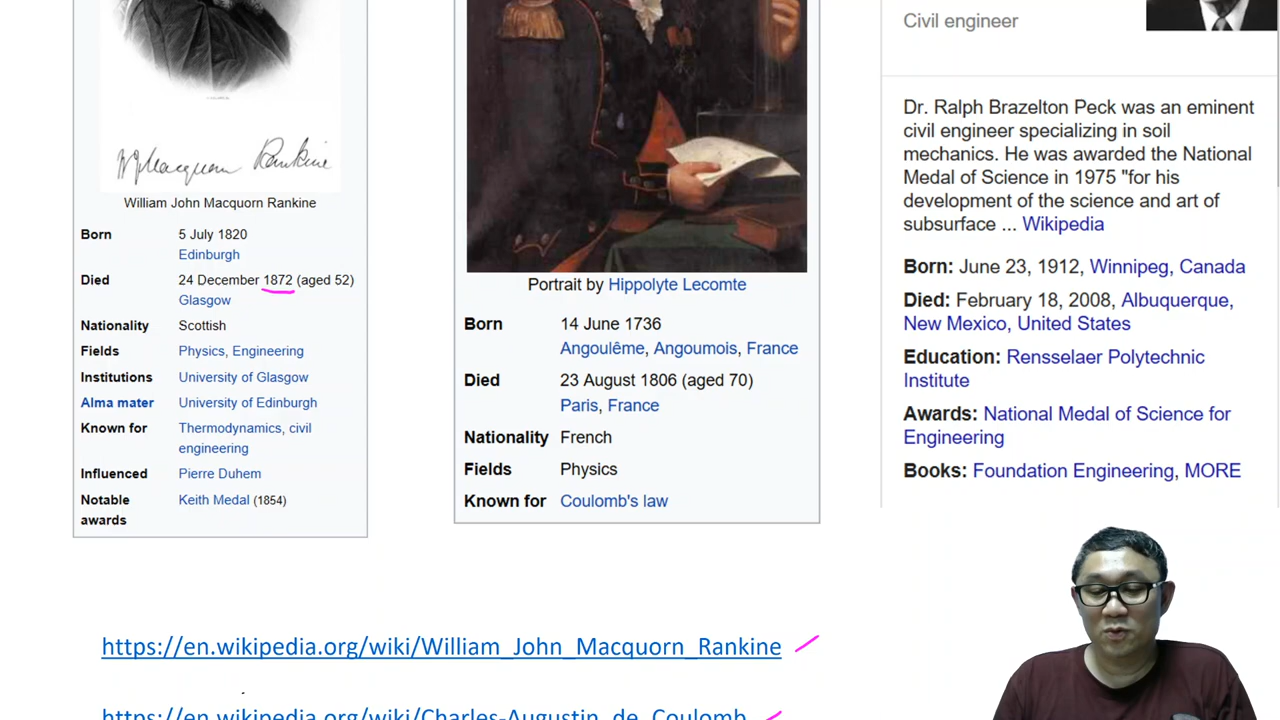 W J Macquorn Rankine
William John Macquorn Rankine
Born 5 July 1820
Edinburgh
Died 24 December 1872 (aged 52)
Glasgow
Nationality Scottish
Fields Physics, Engineering
Institutions University of Glasgow
Alma mater University of Edinburgh
Known for Thermodynamics, civil
engineering
Influenced Pierre Duhem
Notable Keith Medal (1854)
awards
Portrait by Hippolyte Lecomte
Born 14 June 1736
Angoulême, Angoumois, France
Died 23 August 1806 (aged 70)
Paris, France
Nationality French
Fields Physics
Known for Coulomb's law
Civil engineer
Dr. Ralph Brazelton Peck was an eminent
civil engineer specializing in soil
mechanics. He was awarded the National
Medal of Science in 1975 "for his
development of the science and art of
subsurface ... Wikipedia
Born: June 23, 1912, Winnipeg, Canada
Died: February 18, 2008, Albuquerque,
New Mexico, United States
Education: Rensselaer Polytechnic
Institute
Awards: National Medal of Science for
Engineering
Books: Foundation Engineering, MORE
https://en.wikipedia.org/wiki/William_John_Macquorn_Rankine
https://en.wikipedia.org/wiki/Charles-Augustin_de_Coulomb